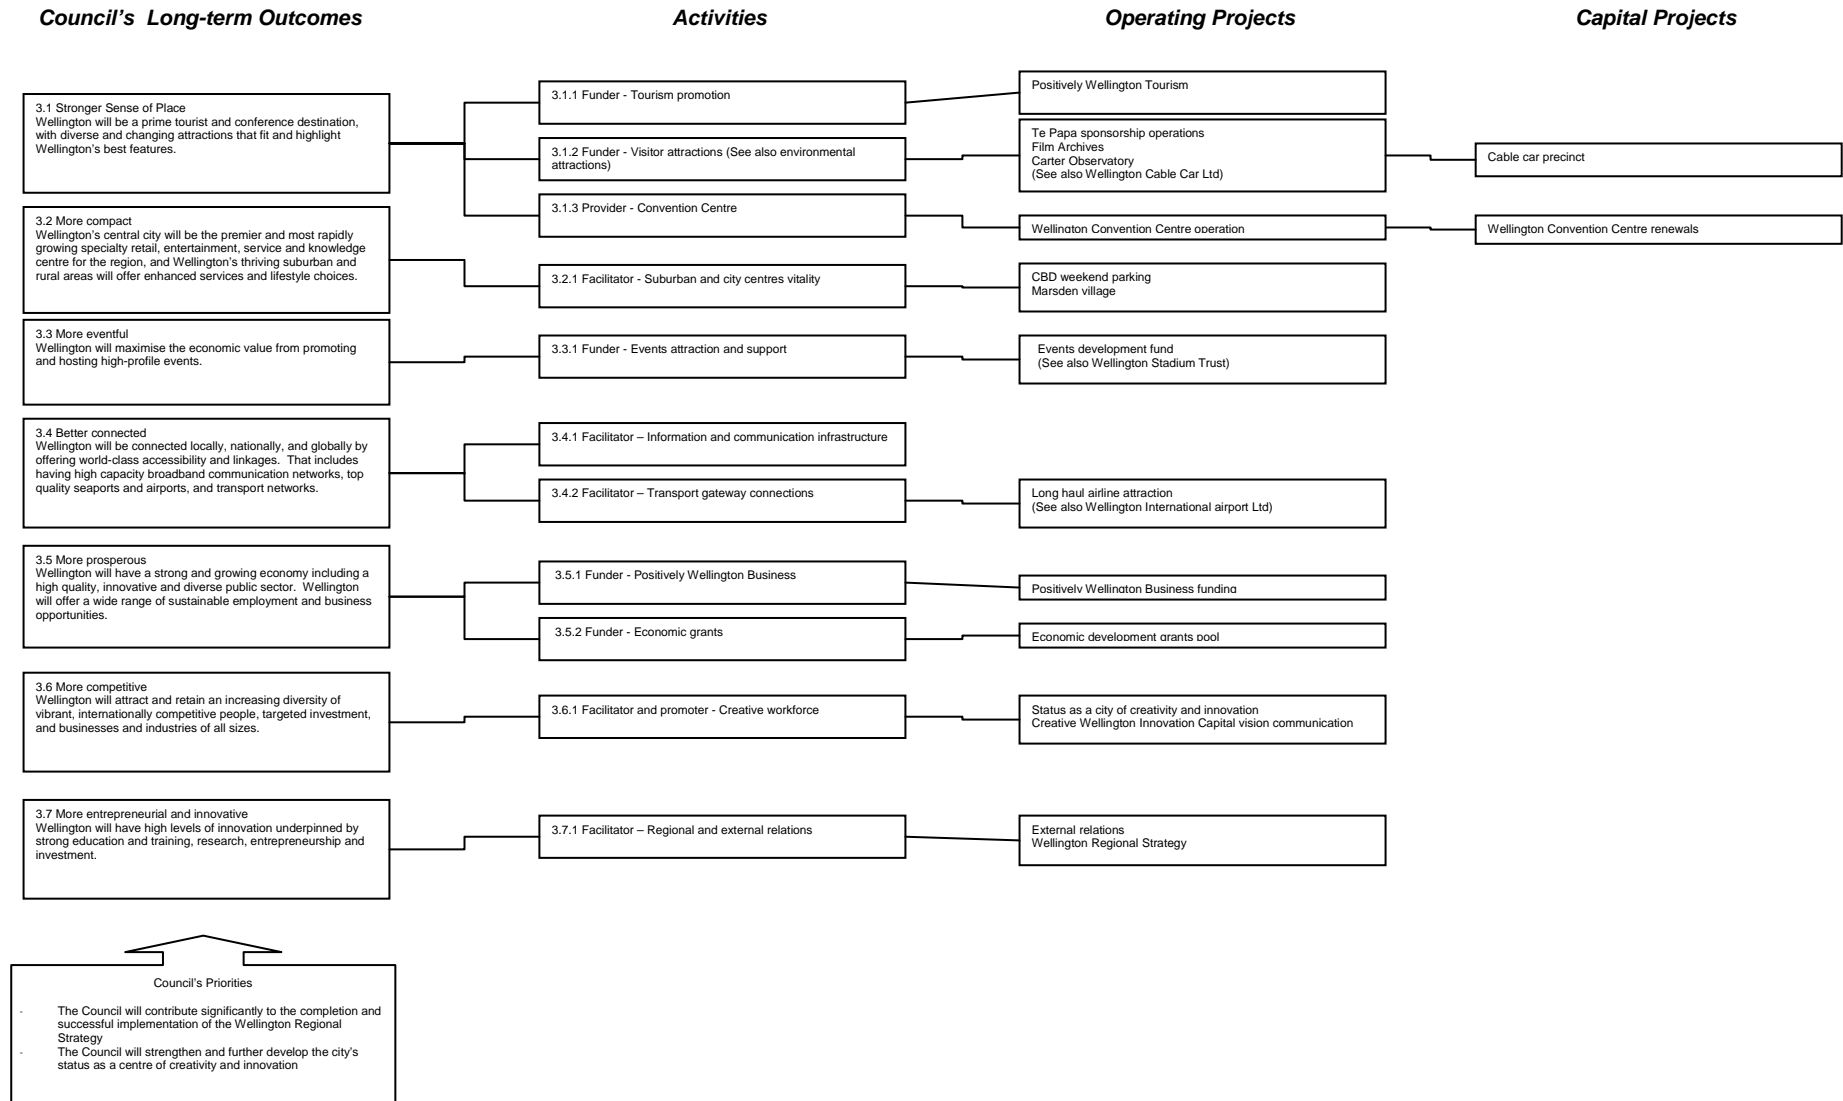 Council's  Long-term Outcomes
Activities
Operating Projects
Capital Projects
3.1 Stronger Sense of Place
Wellington will be a prime tourist and conference destination,
with diverse and changing attractions that fit and highlight
Wellington's best features.
3.1.1 Funder - Tourism promotion
Positively Wellington Tourism
3.1.2 Funder - Visitor attractions (See also environmental
attractions)
Te Papa sponsorship operations
Film Archives
Carter Observatory
(See also Wellington Cable Car Ltd)
Cable car precinct
3.1.3 Provider - Convention Centre
Wellington Convention Centre operation
Wellington Convention Centre renewals
3.2 More compact
Wellington's central city will be the premier and most rapidly
growing specialty retail, entertainment, service and knowledge
centre for the region, and Wellington's thriving suburban and
rural areas will offer enhanced services and lifestyle choices.
3.2.1 Facilitator - Suburban and city centres vitality
CBD weekend parking
Marsden village
3.3 More eventful
Wellington will maximise the economic value from promoting
and hosting high-profile events.
3.3.1 Funder - Events attraction and support
Events development fund
(See also Wellington Stadium Trust)
3.4 Better connected
Wellington will be connected locally, nationally, and globally by
offering world-class accessibility and linkages.  That includes
having high capacity broadband communication networks, top
quality seaports and airports, and transport networks.
3.4.1 Facilitator – Information and communication infrastructure
3.4.2 Facilitator – Transport gateway connections
Long haul airline attraction
(See also Wellington International airport Ltd)
3.5 More prosperous
Wellington will have a strong and growing economy including a
high quality, innovative and diverse public sector.  Wellington
will offer a wide range of sustainable employment and business
opportunities.
3.5.1 Funder - Positively Wellington Business
Positively Wellington Business funding
3.5.2 Funder - Economic grants
Economic development grants pool
3.6 More competitive
Wellington will attract and retain an increasing diversity of
vibrant, internationally competitive people, targeted investment,
and businesses and industries of all sizes.
3.6.1 Facilitator and promoter - Creative workforce
Status as a city of creativity and innovation
Creative Wellington Innovation Capital vision communication
3.7 More entrepreneurial and innovative
Wellington will have high levels of innovation underpinned by
strong education and training, research, entrepreneurship and
investment.
3.7.1 Facilitator – Regional and external relations
External relations
Wellington Regional Strategy
Council's Priorities
- The Council will contribute significantly to the completion and
successful implementation of the Wellington Regional
Strategy
- The Council will strengthen and further develop the city's
status as a centre of creativity and innovation